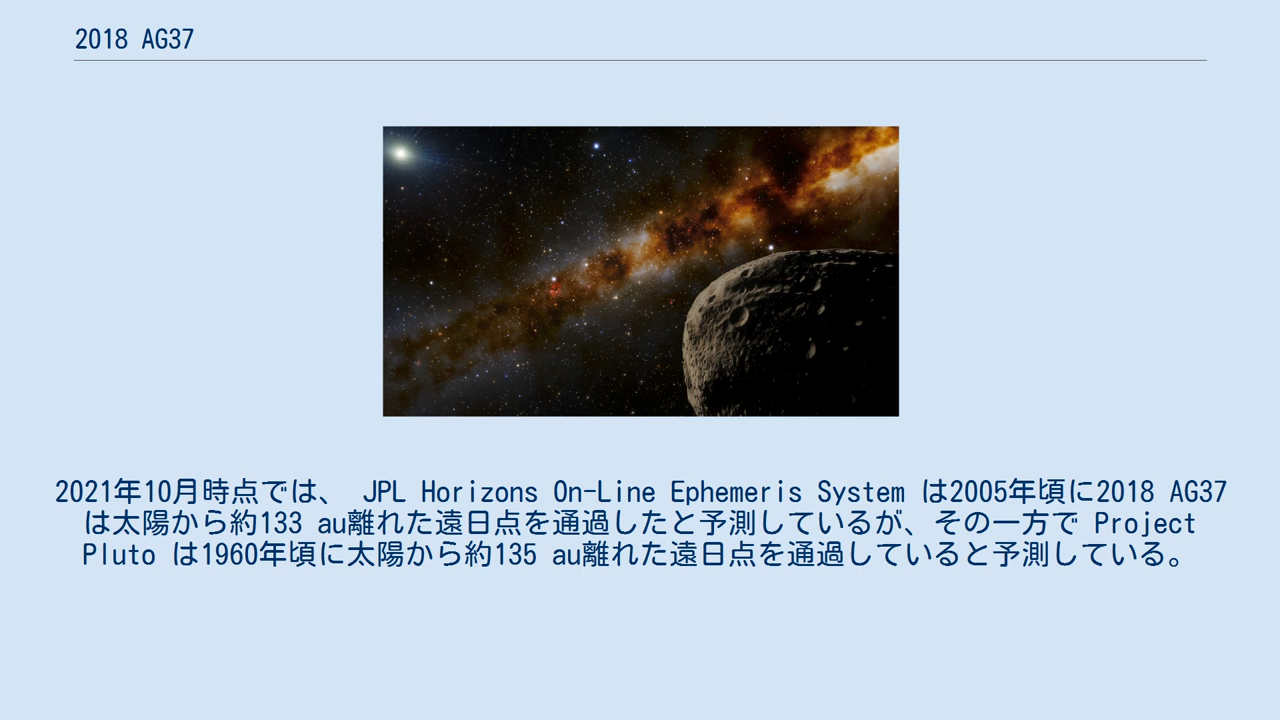 2018 AG37
2021年10月時点では、 JPL Horizons On-Line Ephemeris System は2005年頃に2018 AG37
は太陽から約133 au離れた遠日点を通過したと予測しているが、その一方で Project
Pluto は1960年頃に太陽から約135 au離れた遠日点を通過していると予測している。